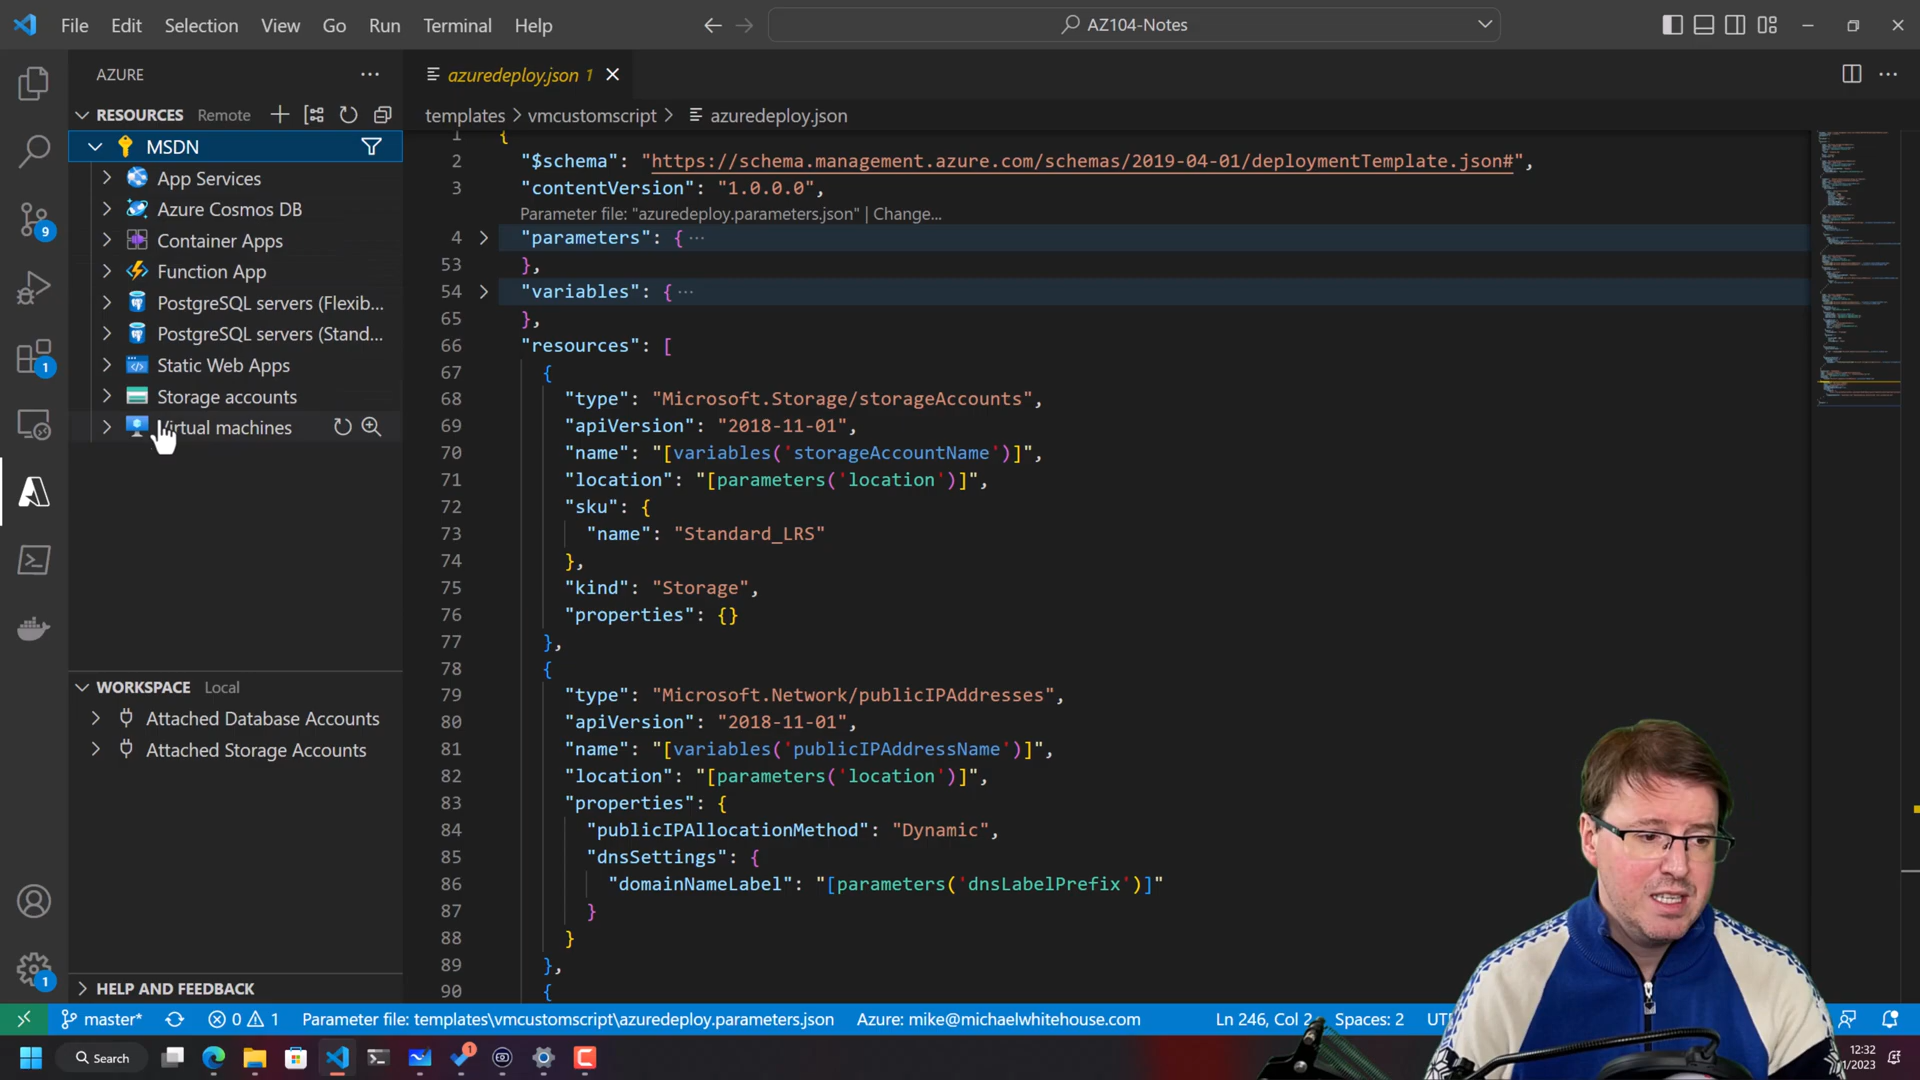 File Edit Selection View Go Run Terminal Help
AZ104-Notes
AZURE
azuredeploy.json 1
RESOURCES Remote
templates > vmcustomscript > azuredeploy.json
MSDN
App Services
Azure Cosmos DB
Container Apps
Function App
PostgreSQL servers (Flexib...
PostgreSQL servers (Stand...
Static Web Apps
Storage accounts
Virtual machines
9
1
WORKSPACE Local
Attached Database Accounts
Attached Storage Accounts
1
HELP AND FEEDBACK
1 {
2 "$schema": "https://schema.management.azure.com/schemas/2019-04-01/deploymentTemplate.json#",
3 "contentVersion": "1.0.0.0",
Parameter file: "azuredeploy.parameters.json" | Change...
4 "parameters": { ...
53 },
54 "variables": { ...
65 },
66 "resources": [
67 {
68 "type": "Microsoft.Storage/storageAccounts",
69 "apiVersion": "2018-11-01",
70 "name": "[variables('storageAccountName')]",
71 "location": "[parameters('location')]",
72 "sku": {
73 "name": "Standard_LRS"
74 },
75 "kind": "Storage",
76 "properties": {}
77 },
78 {
79 "type": "Microsoft.Network/publicIPAddresses",
80 "apiVersion": "2018-11-01",
81 "name": "[variables('publicIPAddressName')]",
82 "location": "[parameters('location')]",
83 "properties": {
84 "publicIPAllocationMethod": "Dynamic",
85 "dnsSettings": {
86 "domainNameLabel": "[parameters('dnsLabelPrefix')]"
87 }
88 }
89 },
90 {
master* 0 1 Parameter file: templates\vmcustomscript\azuredeploy.parameters.json Azure: mike@michaelwhitehouse.com Ln 246, Col 2 Spaces: 2
Search
1
12:32
1/2023